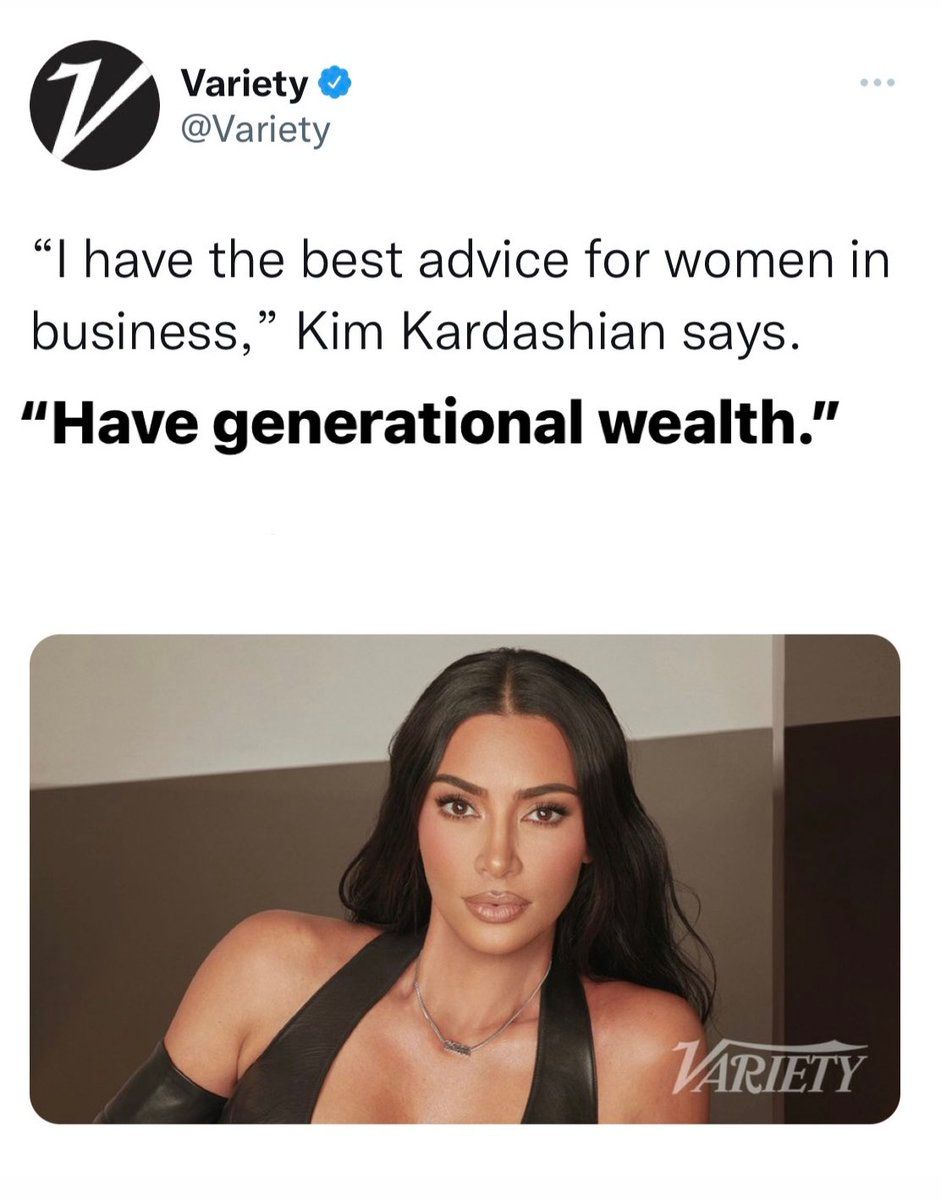 Variety
@Variety
“I have the best advice for women in
business,” Kim Kardashian says.
"Have generational wealth."
VARIETY